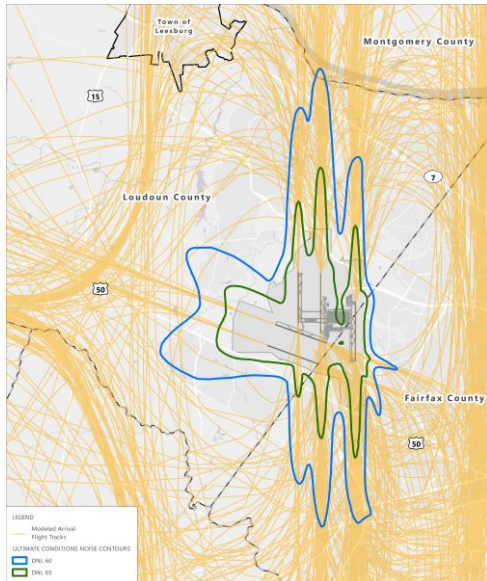 Town of
Leesburg
Montgomery County
15
7
Loudoun County
50
Fairfax County
50
LEGEND
Modeled Arrival
Flight Tracks
ULTIMATE CONDITIONS NOISE CONTOURS
DNL 60
DNL 65